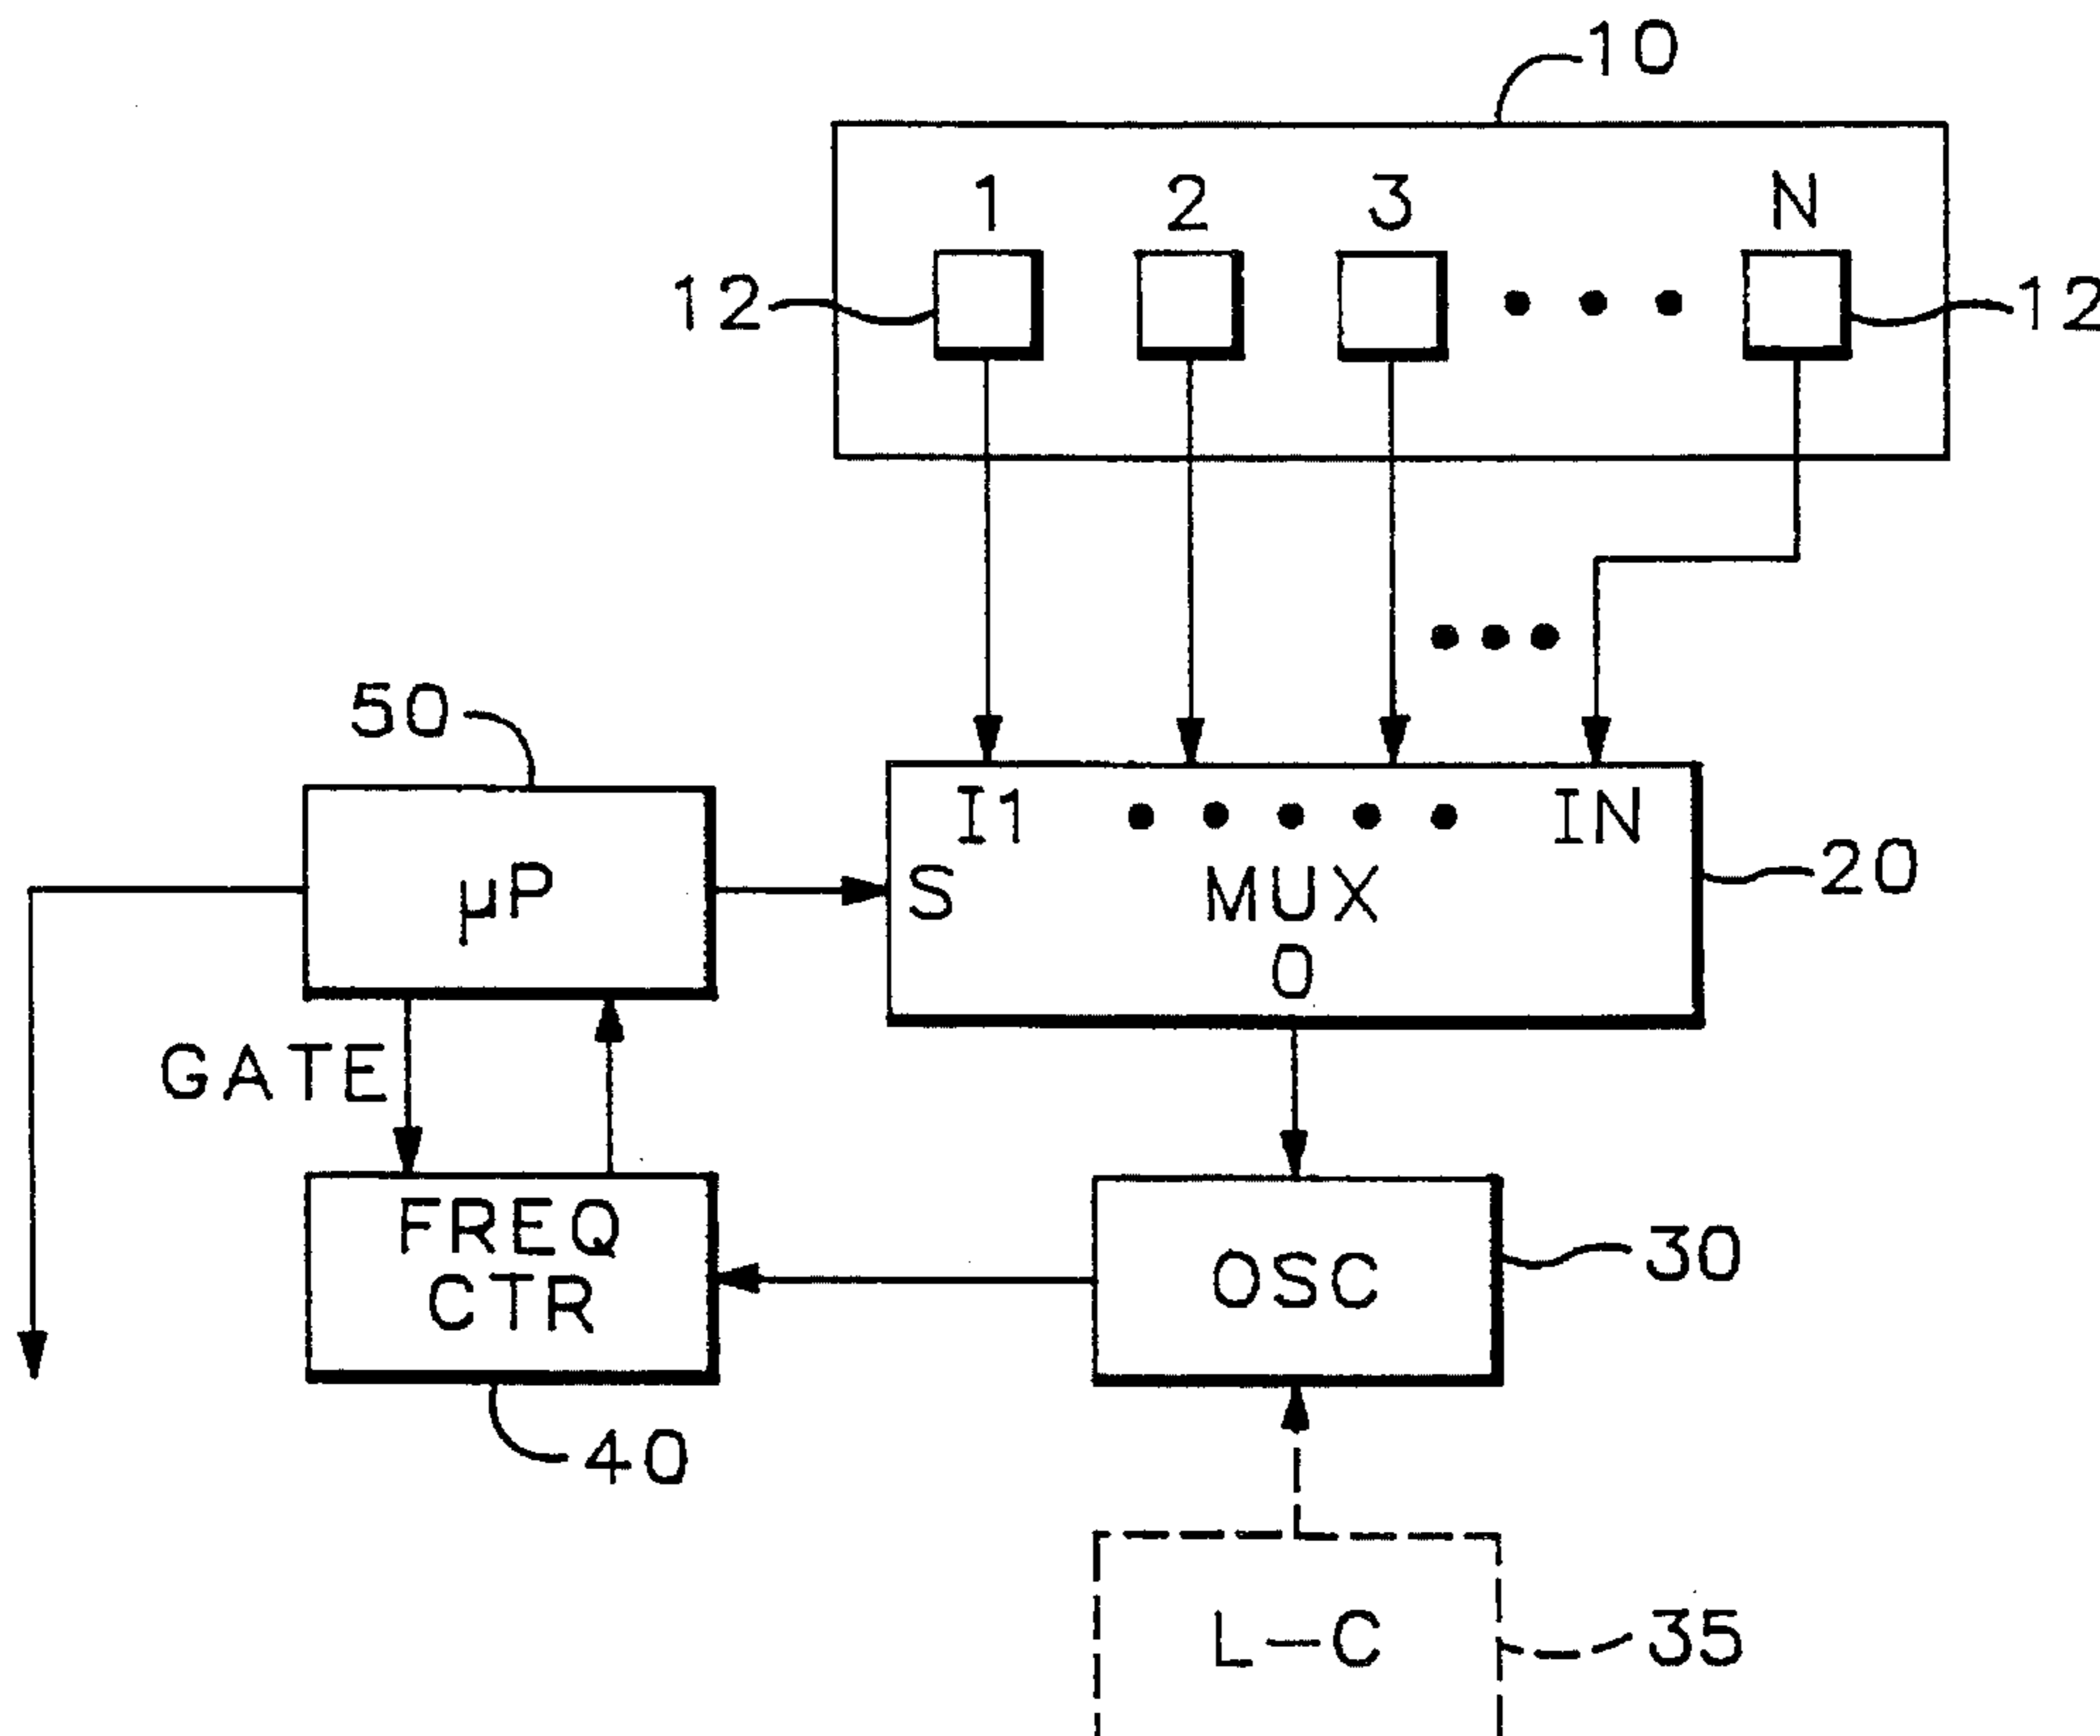 10
1 2 3 N
12 12
50
I1 IN
S MUX 20
µP
O
GATE
FREQ
CTR
OSC 30
40
L-C 35